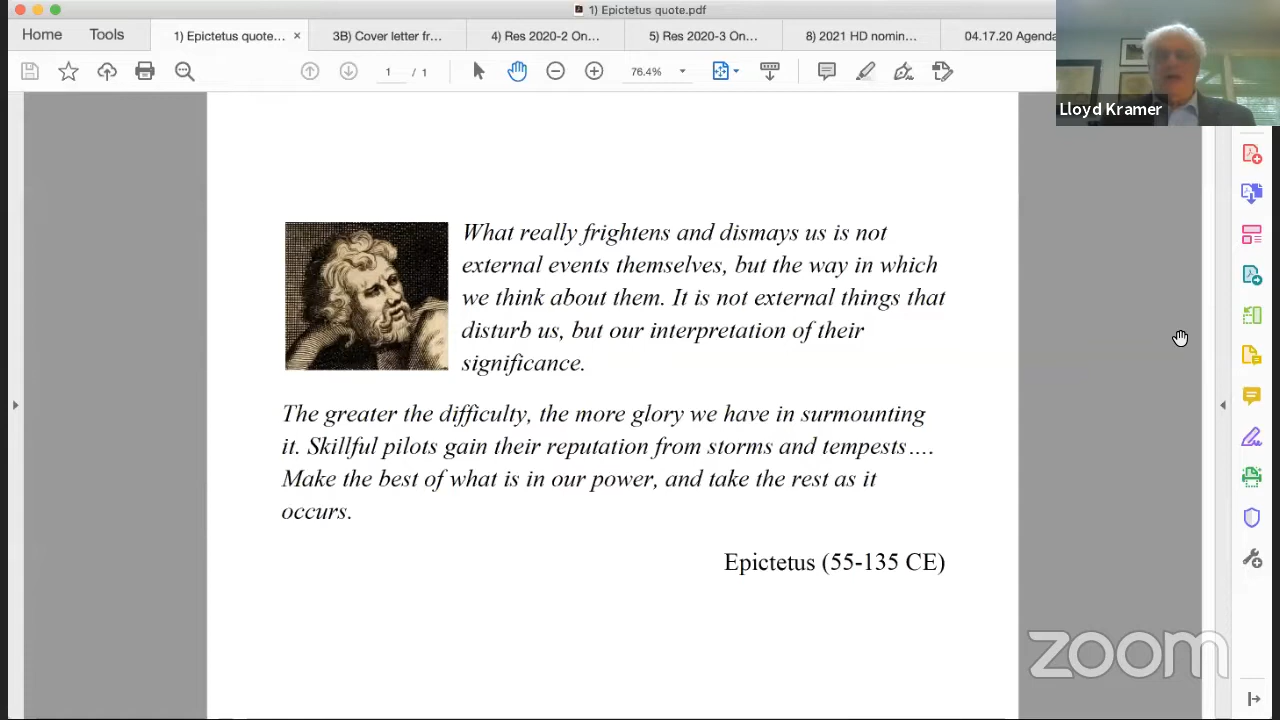 1) Epictetus quote.pdf
Home
Tools
1) Epictetus quote... ×
3B) Cover letter fr...
4) Res 2020-2 On...
5) Res 2020-3 On...
8) 2021 HD nomin...
04.17.20 Agenda
1 / 1
76.4%
Lloyd Kramer
What really frightens and dismays us is not
external events themselves, but the way in which
we think about them. It is not external things that
disturb us, but our interpretation of their
significance.
The greater the difficulty, the more glory we have in surmounting
it. Skillful pilots gain their reputation from storms and tempests….
Make the best of what is in our power, and take the rest as it
occurs.
Epictetus (55-135 CE)
zoom